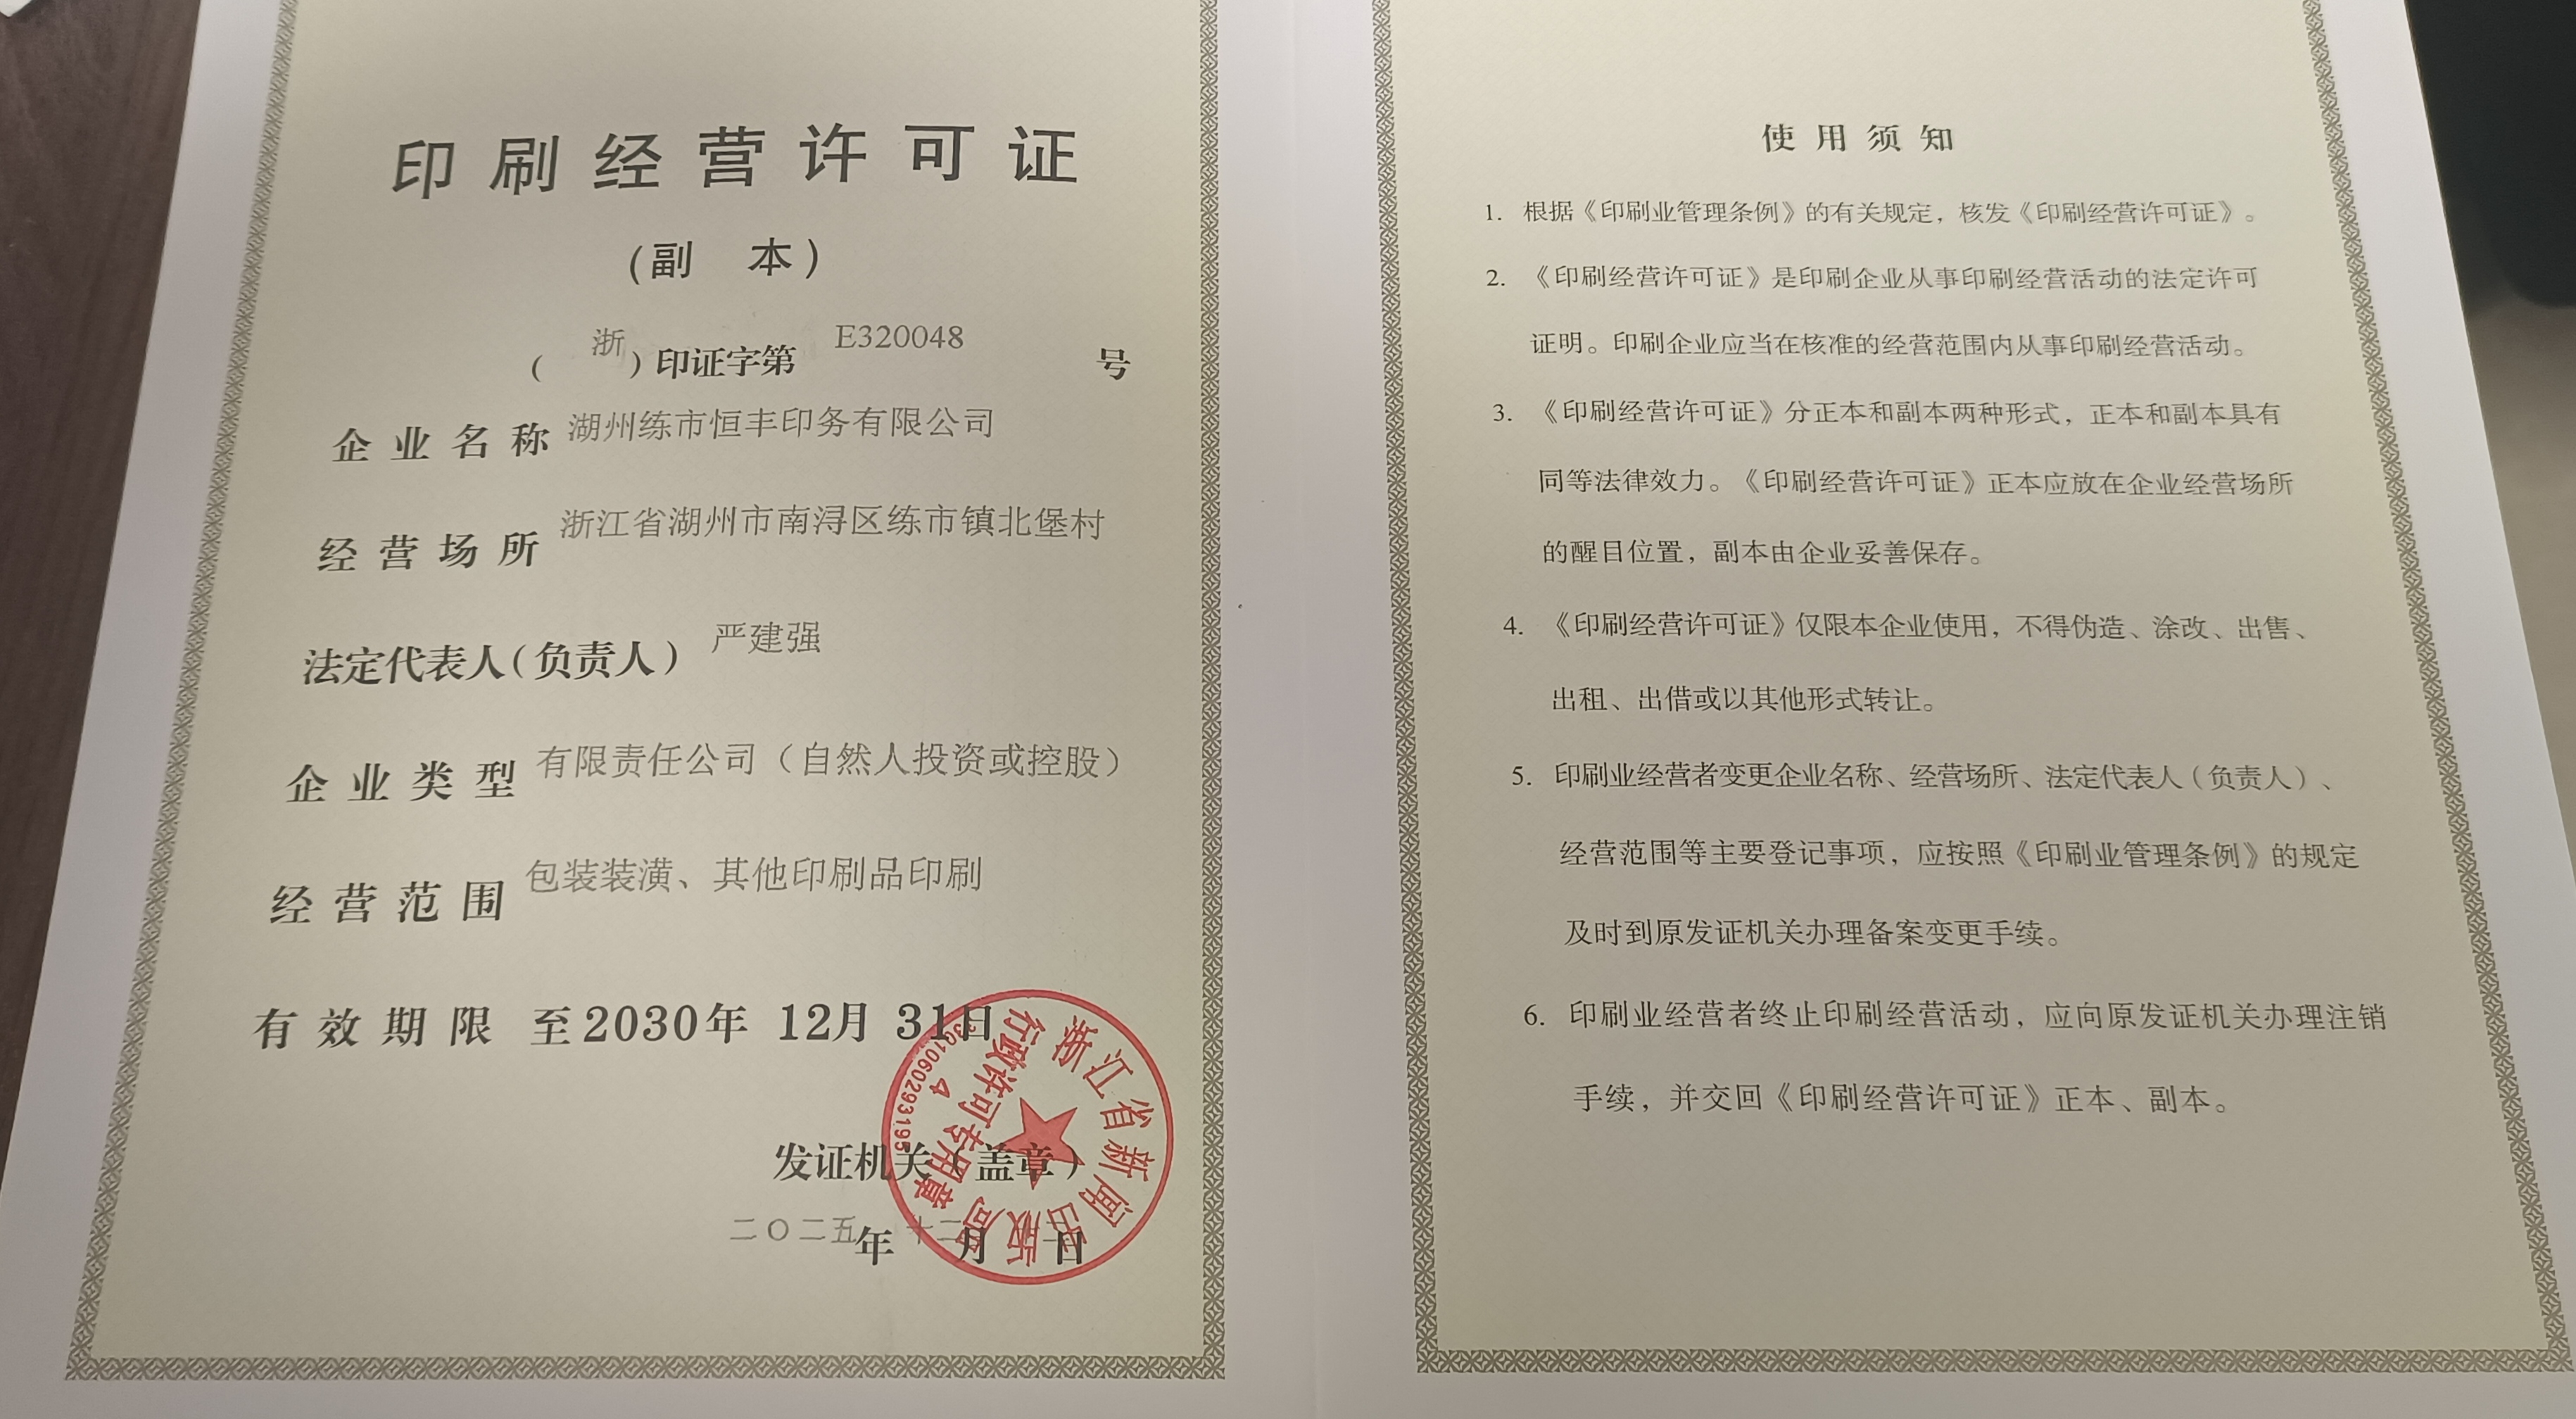 印刷经营许可证
（副　本）
（浙）印证字第 E320048 号
企业名称 湖州练市恒丰印务有限公司
经营场所 浙江省湖州市南浔区练市镇北堡村
法定代表人（负责人） 严建强
企业类型 有限责任公司（自然人投资或控股）
经营范围 包装装潢、其他印刷品印刷
有效期限 至2030年 12月 31日
发证机关（盖章）
二〇二五年 十二月 日
浙江省新闻出版局
行政许可专用章
4
使用须知
1. 根据《印刷业管理条例》的有关规定，核发《印刷经营许可证》。
2. 《印刷经营许可证》是印刷企业从事印刷经营活动的法定许可
证明。印刷企业应当在核准的经营范围内从事印刷经营活动。
3. 《印刷经营许可证》分正本和副本两种形式，正本和副本具有
同等法律效力。《印刷经营许可证》正本应放在企业经营场所
的醒目位置，副本由企业妥善保存。
4. 《印刷经营许可证》仅限本企业使用，不得伪造、涂改、出售、
出租、出借或以其他形式转让。
5. 印刷业经营者变更企业名称、经营场所、法定代表人（负责人）、
经营范围等主要登记事项，应按照《印刷业管理条例》的规定
及时到原发证机关办理备案变更手续。
6. 印刷业经营者终止印刷经营活动，应向原发证机关办理注销
手续，并交回《印刷经营许可证》正本、副本。